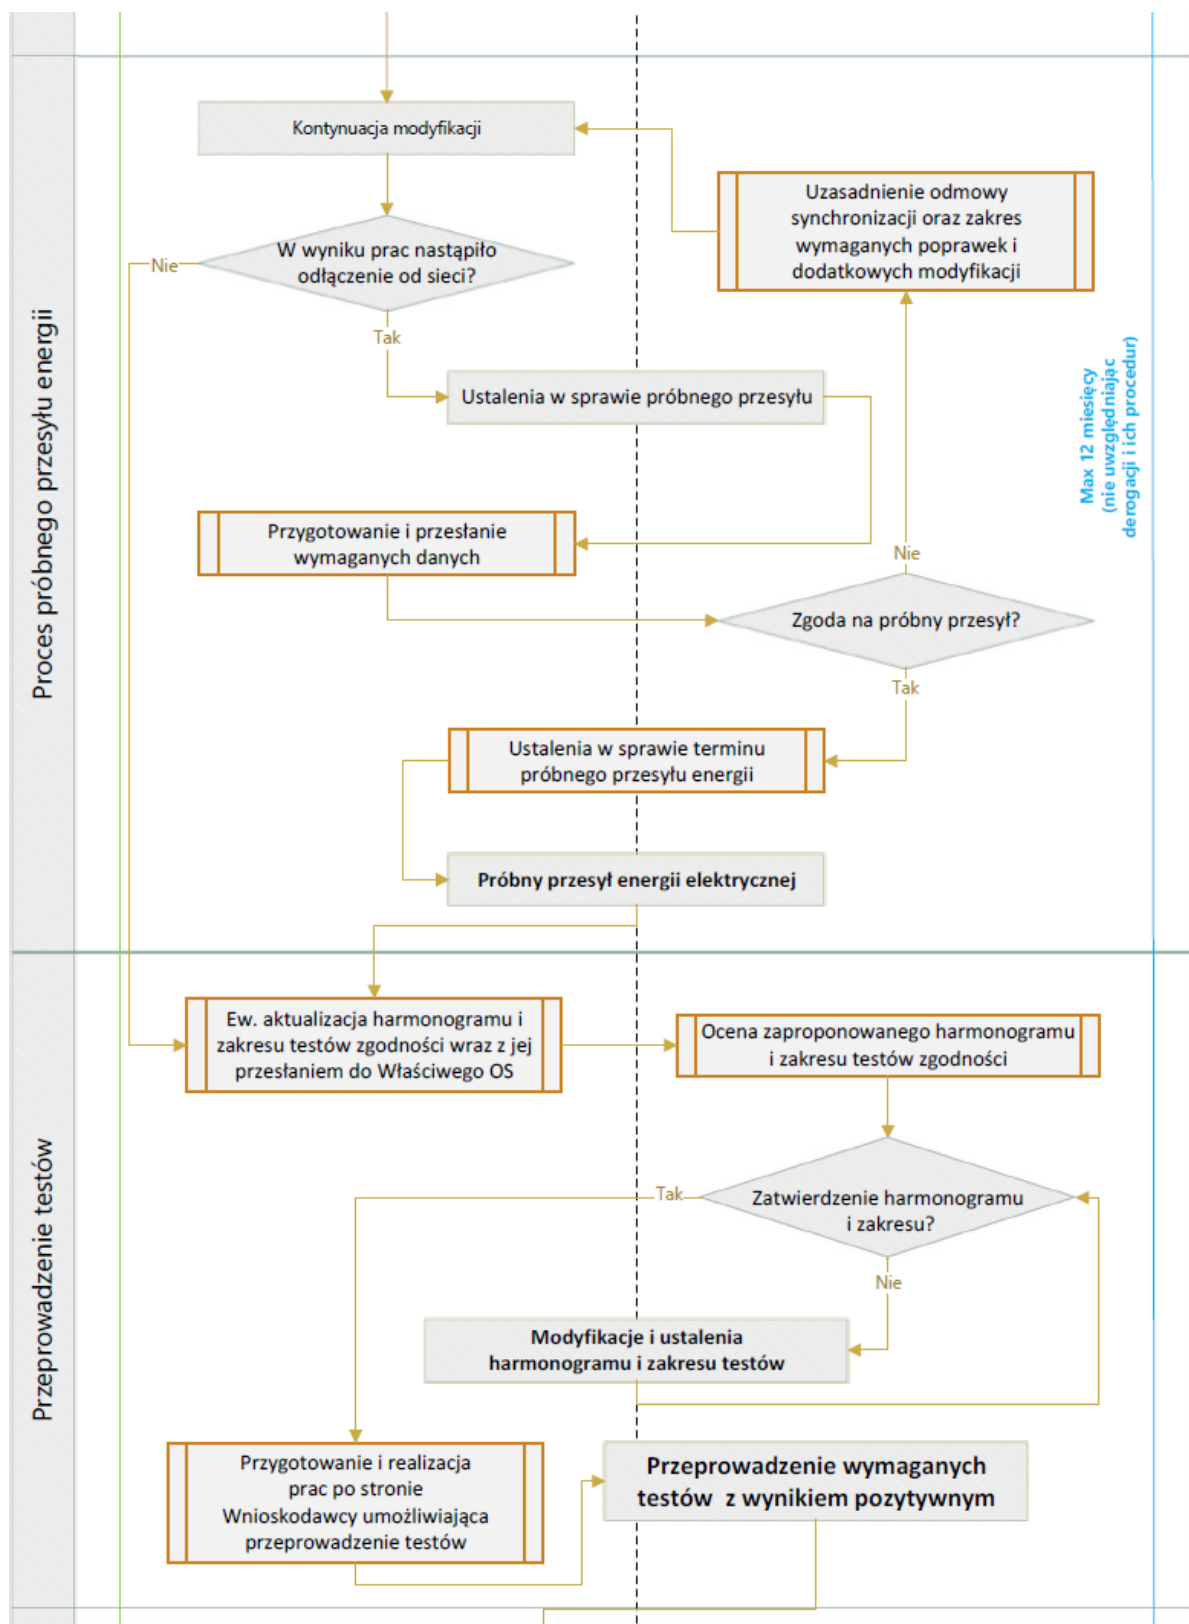 Proces próbnego przesyłu energii
Kontynuacja modyfikacji
Uzasadnienie odmowy
synchronizacji oraz zakres
wymaganych poprawek i
dodatkowych modyfikacji
W wyniku prac nastąpiło
odłączenie od sieci?
Nie
Tak
Ustalenia w sprawie próbnego przesyłu
Max 12 miesięcy
(nie uwzględniając
derogacji i ich procedur)
Przygotowanie i przesłanie
wymaganych danych
Nie
Zgoda na próbny przesył?
Tak
Ustalenia w sprawie terminu
próbnego przesyłu energii
Próbny przesył energii elektrycznej
Przeprowadzenie testów
Ew. aktualizacja harmonogramu i
zakresu testów zgodności wraz z jej
przesłaniem do Właściwego OS
Ocena zaproponowanego harmonogramu
i zakresu testów zgodności
Tak
Zatwierdzenie harmonogramu
i zakresu?
Nie
Modyfikacje i ustalenia
harmonogramu i zakresu testów
Przygotowanie i realizacja
prac po stronie
Wnioskodawcy umożliwiająca
przeprowadzenie testów
Przeprowadzenie wymaganych
testów z wynikiem pozytywnym